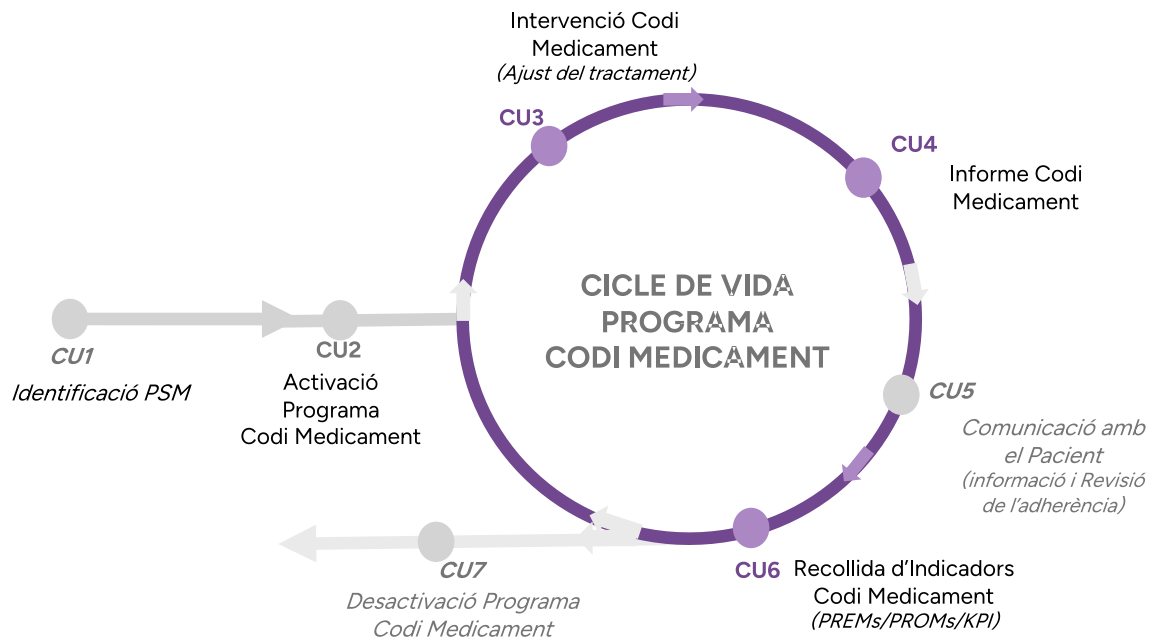 Intervenció Codi
Medicament
(Ajust del tractament)
CU3
CU4
Informe Codi
Medicament
CICLE DE VIDA
PROGRAMA
CODI MEDICAMENT
CU1
Identificació PSM
CU2
Activació
Programa
Codi Medicament
CU5
Comunicació amb
el Pacient
(informació i Revisió
de l'adherència)
CU6
Recollida d'Indicadors
Codi Medicament
(PREMs/PROMs/KPI)
CU7
Desactivació Programa
Codi Medicament